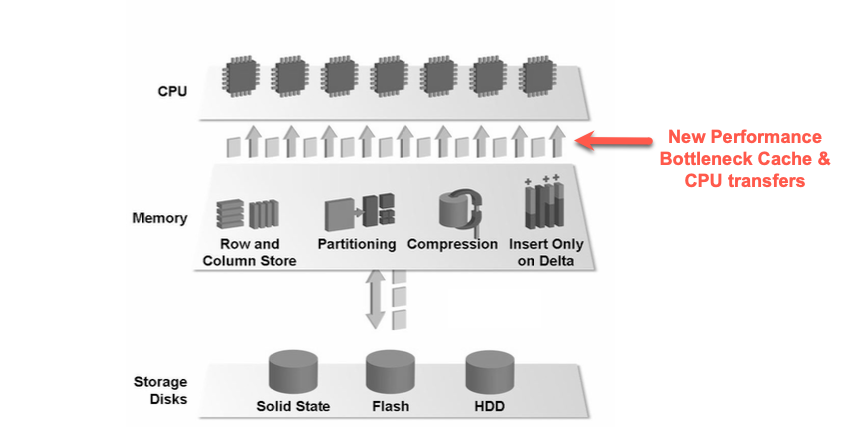 CPU
New Performance
Bottleneck Cache &
CPU transfers
Memory
Row and
Column Store
Partitioning
Compression
Insert Only
on Delta
Storage
Disks
Solid State
Flash
HDD